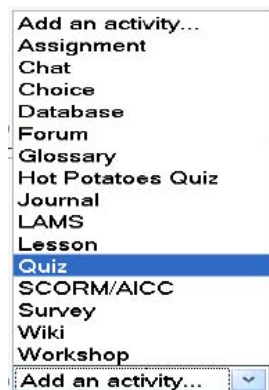 Add an activity...
Assignment
Chat
Choice
Database
Forum
Glossary
Hot Potatoes Quiz
Journal
LAMS
Lesson
Quiz
SCORM/AICC
Survey
Wiki
Workshop
Add an activity...